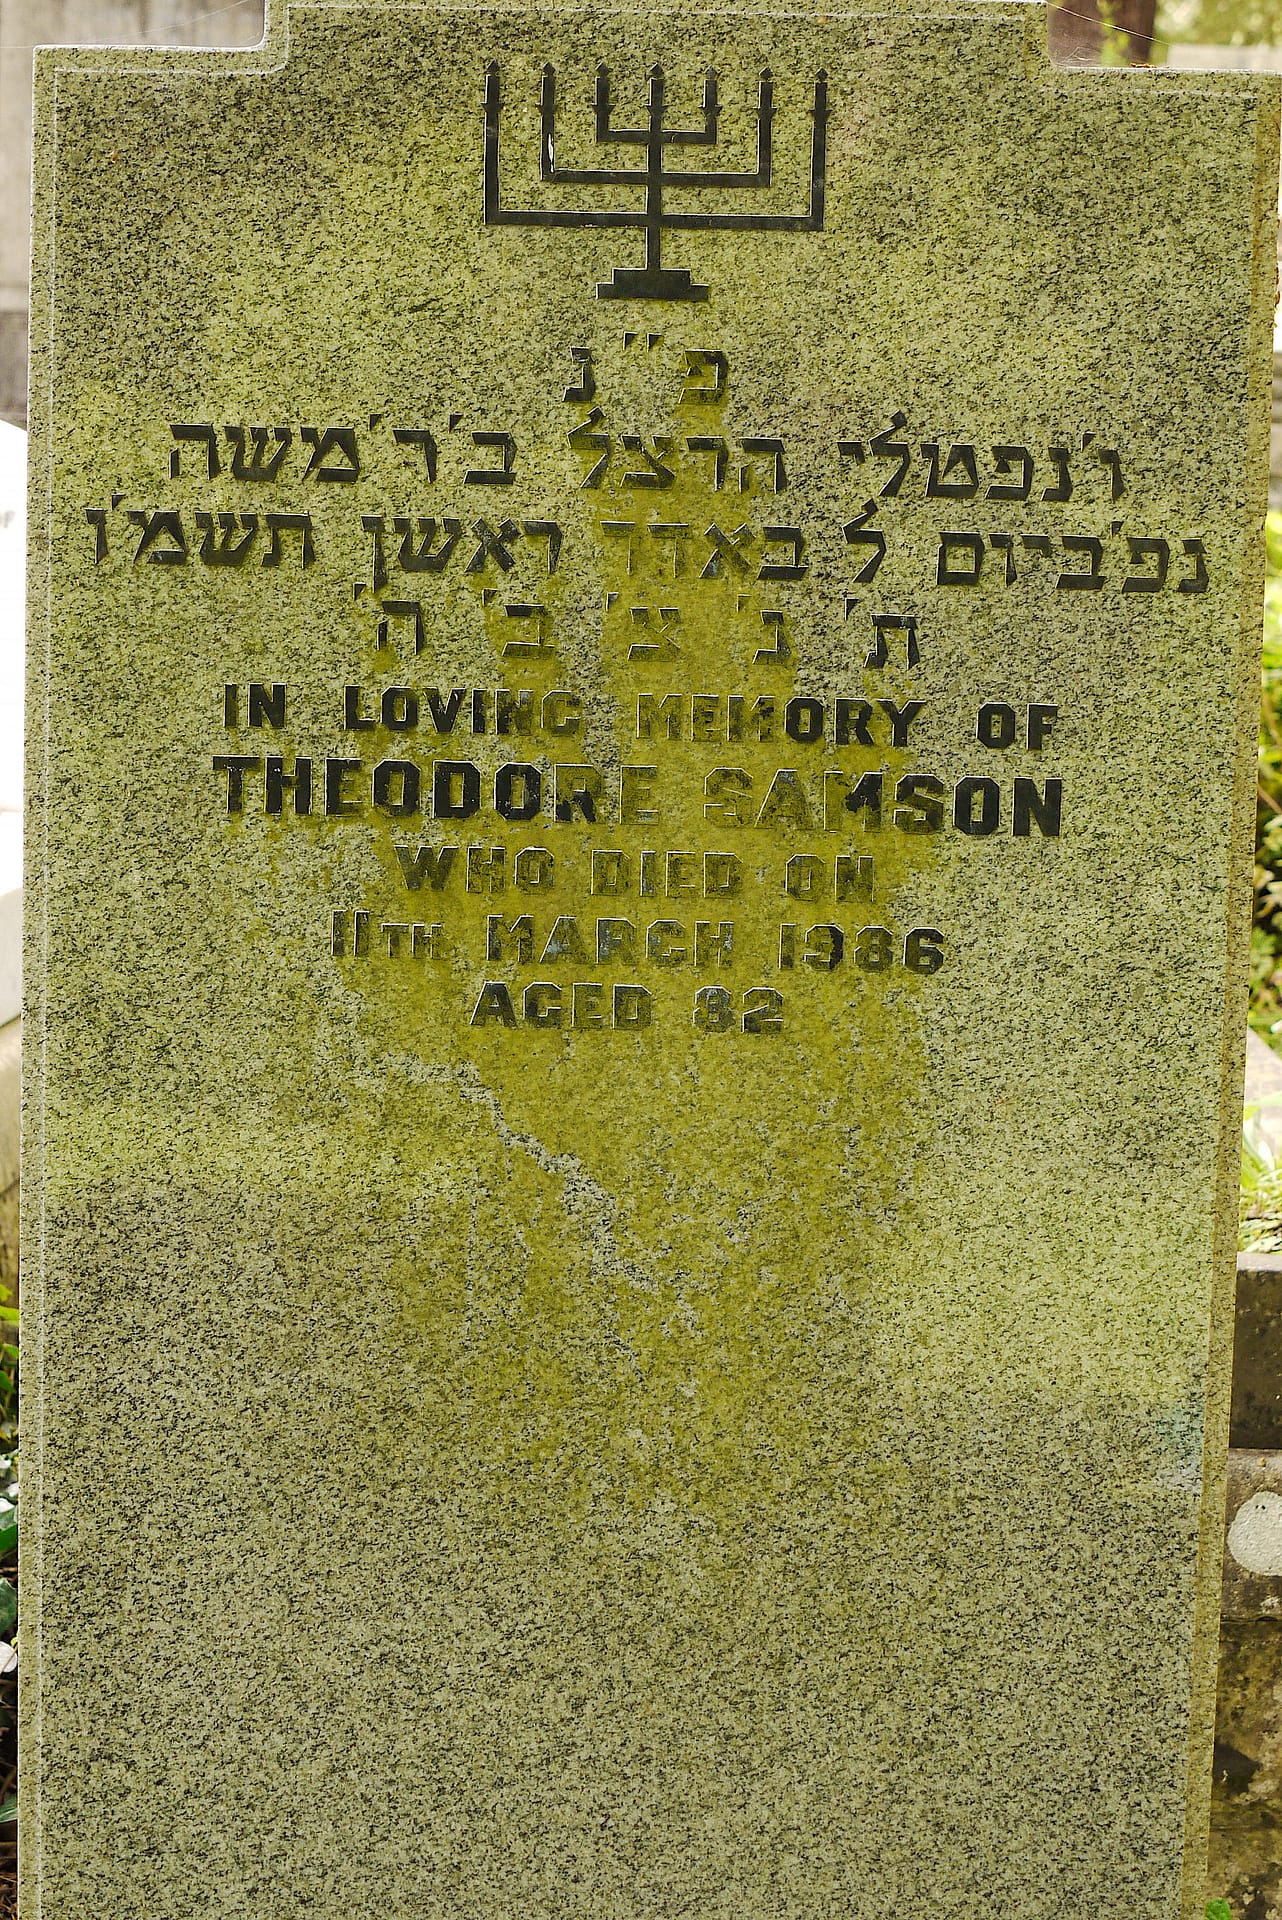 פ"נ
ו'נפטלי הרצל ב'ר'משה
נפ'ביום ל'באדר ראשון תשמ'ו
ת' נ' צ' ב' ה'
IN LOVING MEMORY OF
THEODORE SAMSON
WHO DIED ON
11TH MARCH 1986
AGED 82